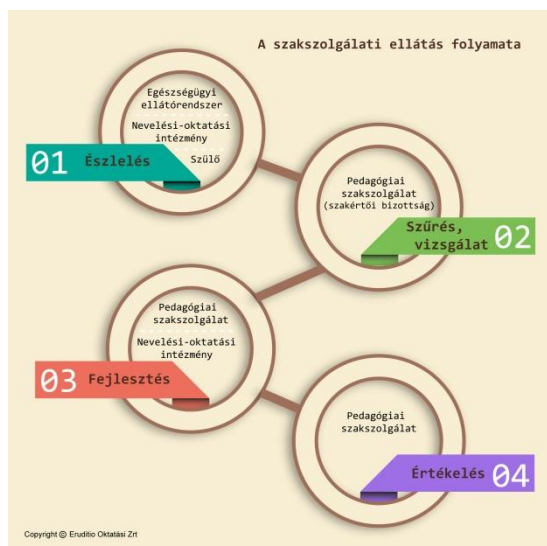 A szakszolgálati ellátás folyamata
Egészségügyi
ellátórendszer
Nevelési-oktatási
intézmény
Szülő
01 Észlelés
Pedagógiai
szakszolgálat
(szakértői bizottság)
Szűrés,
vizsgálat 02
Pedagógiai
szakszolgálat
Nevelési-oktatási
intézmény
03 Fejlesztés
Pedagógiai
szakszolgálat
Értékelés 04
Copyright © Eruditio Oktatási Zrt